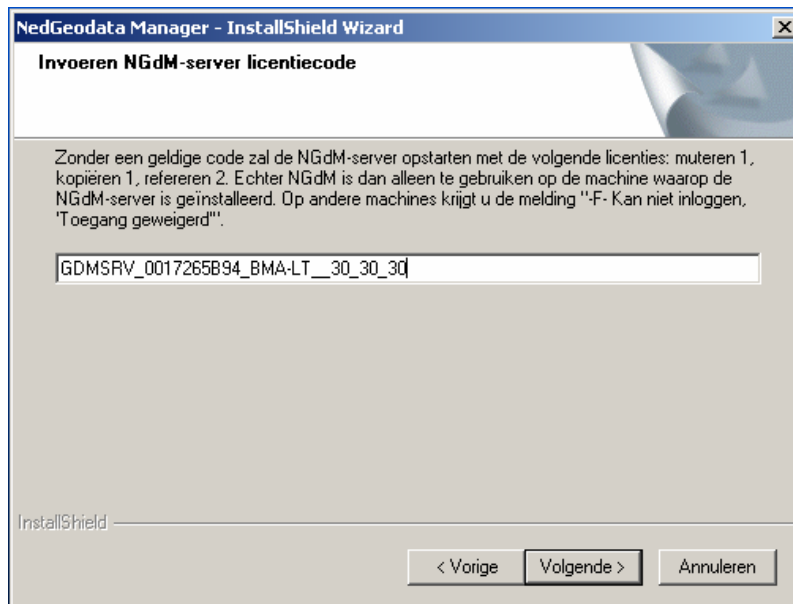 NedGeodata Manager - InstallShield Wizard
Invoeren NGdM-server licentiecode
Zonder een geldige code zal de NGdM-server opstarten met de volgende licenties: muteren 1,
kopiëren 1, refereren 2. Echter NGdM is dan alleen te gebruiken op de machine waarop de
NGdM-server is geïnstalleerd. Op andere machines krijgt u de melding "-F- Kan niet inloggen,
'Toegang geweigerd'".
GDMSRV_0017265B94_BMA-LT__30_30_30
InstallShield
< Vorige
Volgende >
Annuleren